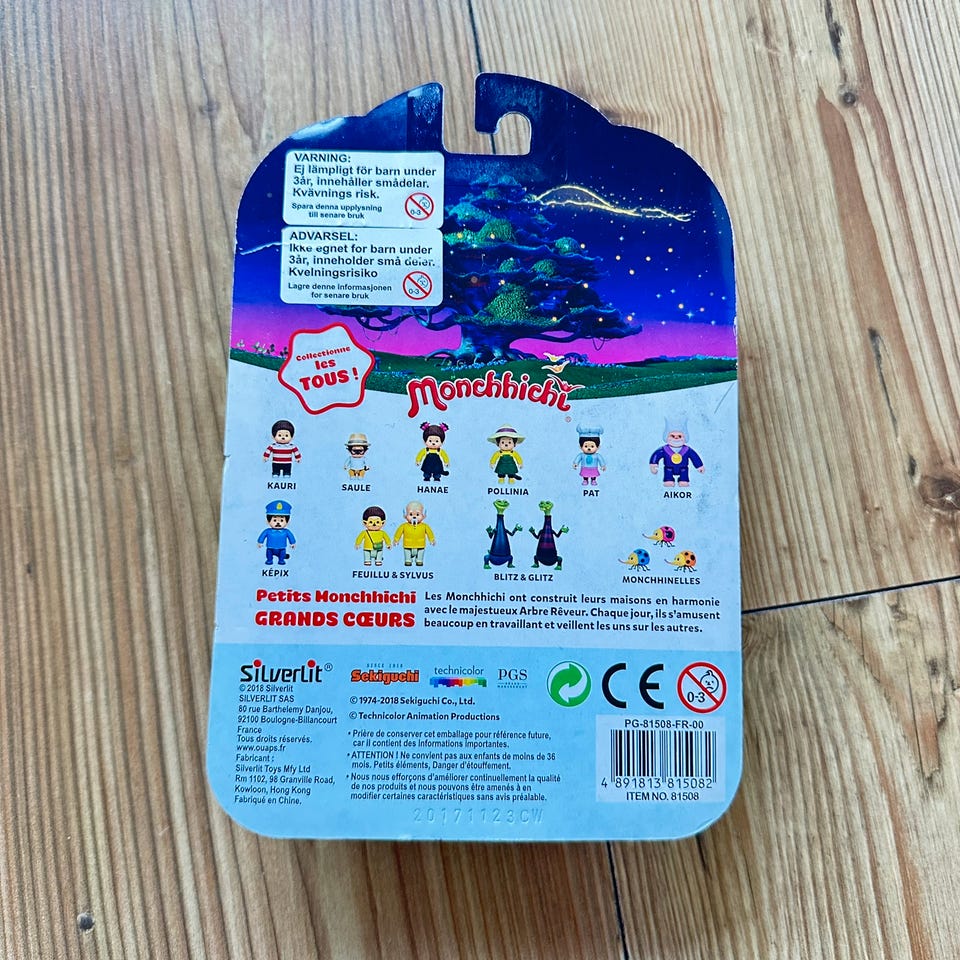 VARNING:
Ej lämpligt för barn under
3år, innehåller smådelar.
Kvävnings risk.
Spara denna upplysning
till senare bruk
0-3
ADVARSEL:
Ikke egnet for barn under
3år, inneholder små deler.
Kvelningsrisiko
Lagre denne informasjonen
for senare bruk
0-3
Collectionne
les
TOUS !
Monchhichi
KAURI
SAULE
HANAE
POLLINIA
PAT
AIKOR
KÉPIX
FEUILLU & SYLVUS
BLITZ & GLITZ
MONCHHINELLES
Petits Monchhichi
GRANDS CŒURS
Les Monchhichi ont construit leurs maisons en harmonie
avec le majestueux Arbre Rêveur. Chaque jour, ils s'amusent
beaucoup en travaillant et veillent les uns sur les autres.
Silverlit®
© 2018 Silverlit
SILVERLIT SAS
80 rue Barthelemy Danjou,
92100 Boulogne-Billancourt
France
Tous droits réservés.
www.ouaps.fr
Fabricant :
Silverlit Toys Mfy Ltd
Rm 1102, 98 Granville Road,
Kowloon, Hong Kong
Fabriqué en Chine.
SINCE 1918
Sekiguchi
technicolor
PGS
BRAND
MANAGEMENT
© 1974-2018 Sekiguchi Co., Ltd.
© Technicolor Animation Productions
• Prière de conserver cet emballage pour référence future,
car il contient des informations importantes.
• ATTENTION ! Ne convient pas aux enfants de moins de 36
mois. Petits éléments, Danger d'étouffement.
• Nous nous efforçons d'améliorer continuellement la qualité
de nos produits et nous pouvons être amenés à en
modifier certaines caractéristiques sans avis préalable.
CE
0-3
PG-81508-FR-00
4 891813 815082
ITEM NO. 81508
20171123CW